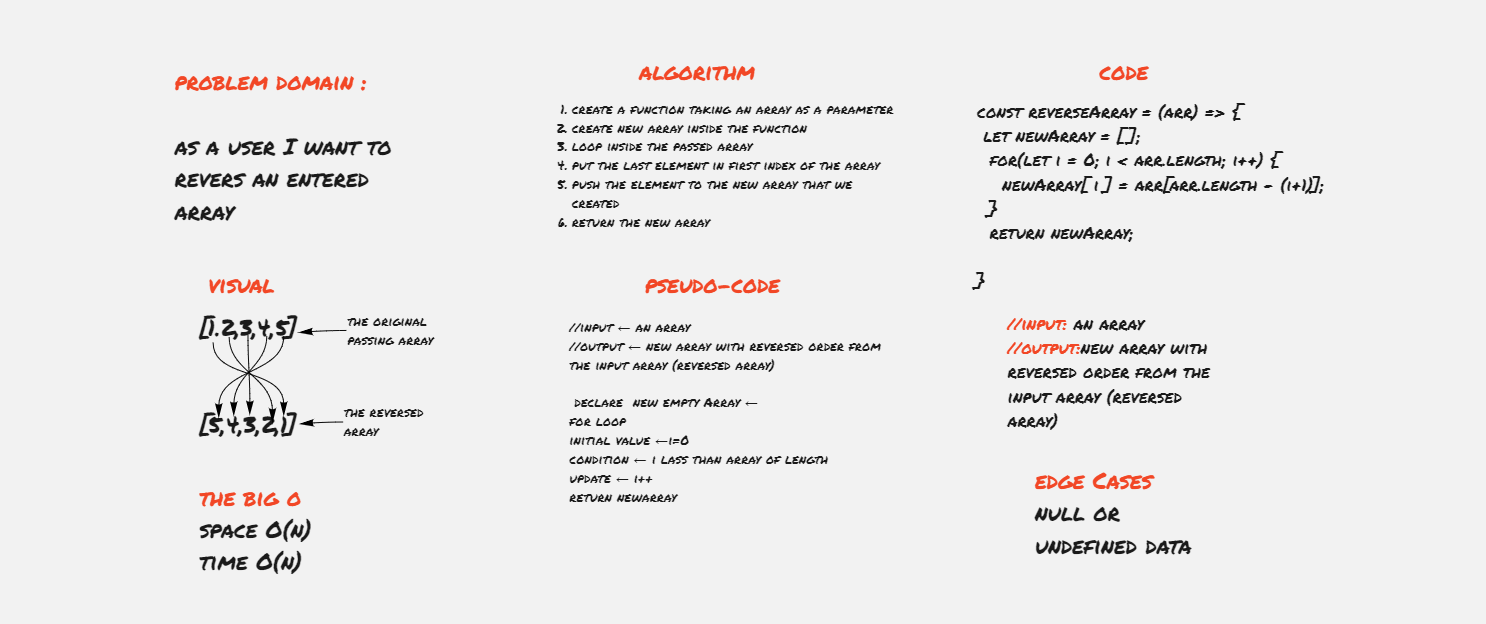 PROBLEM DOMAIN :
AS A USER I WANT TO
REVERS AN ENTERED
ARRAY
VISUAL
[1.2,3,4,5]
THE ORIGINAL
PASSING ARRAY
[5,4,3,2,1]
THE REVERSED
ARRAY
THE BIG O
SPACE O(N)
TIME O(N)
ALGORITHM
1. CREATE A FUNCTION TAKING AN ARRAY AS A PARAMETER
2. CREATE NEW ARRAY INSIDE THE FUNCTION
3. LOOP INSIDE THE PASSED ARRAY
4. PUT THE LAST ELEMENT IN FIRST INDEX OF THE ARRAY
5. PUSH THE ELEMENT TO THE NEW ARRAY THAT WE
CREATED
6. RETURN THE NEW ARRAY
PSEUDO-CODE
//INPUT ← AN ARRAY
//OUTPUT ← NEW ARRAY WITH REVERSED ORDER FROM
THE INPUT ARRAY (REVERSED ARRAY)
DECLARE NEW EMPTY ARRAY ←
FOR LOOP
INITIAL VALUE ←I=0
CONDITION ← I LASS THAN ARRAY OF LENGTH
UPDATE ← I++
RETURN NEWARRAY
CODE
CONST REVERSEARRAY = (ARR) => {
LET NEWARRAY = [];
FOR(LET I = 0; I < ARR.LENGTH; I++) {
NEWARRAY[ I ] = ARR[ARR.LENGTH - (I+1)];
}
RETURN NEWARRAY;
}
//INPUT: AN ARRAY
//OUTPUT:NEW ARRAY WITH
REVERSED ORDER FROM THE
INPUT ARRAY (REVERSED
ARRAY)
EDGE CASES
NULL OR
UNDEFINED DATA